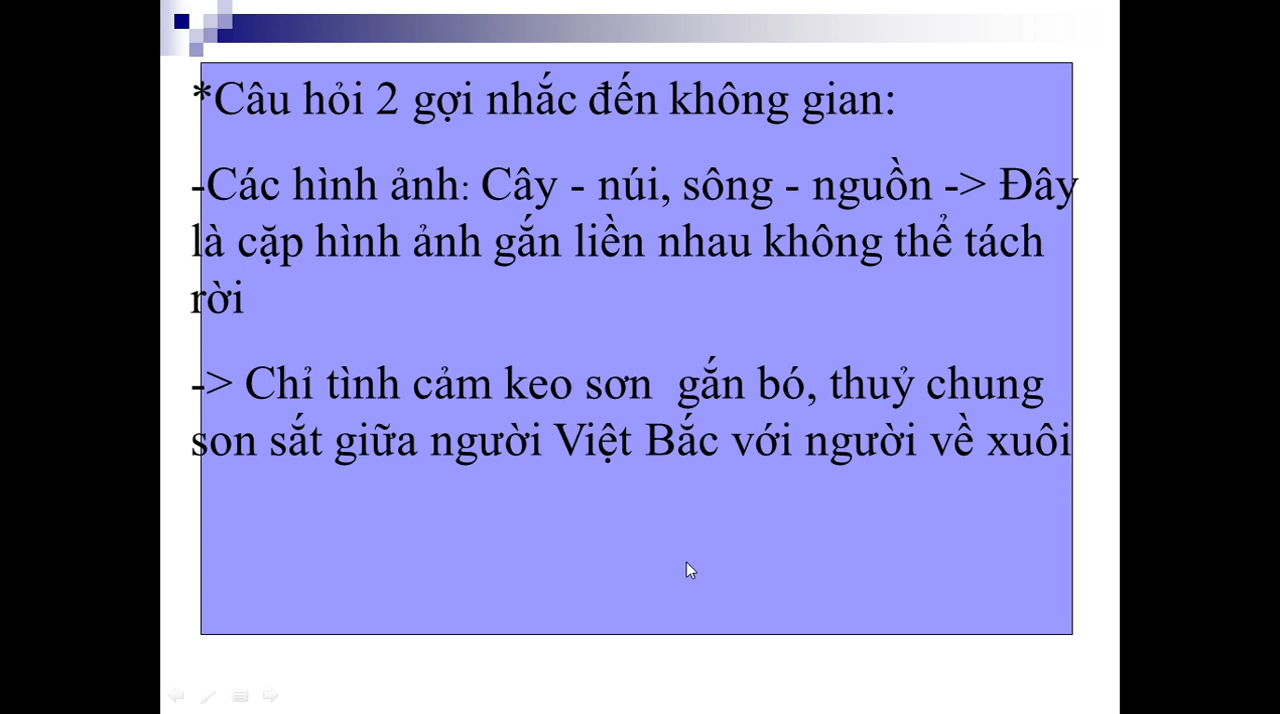 *Câu hỏi 2 gợi nhắc đến không gian:
-Các hình ảnh: Cây - núi, sông - nguồn -> Đây
là cặp hình ảnh gắn liền nhau không thể tách
rời
-> Chỉ tình cảm keo sơn  gắn bó, thuỷ chung
son sắt giữa người Việt Bắc với người về xuôi